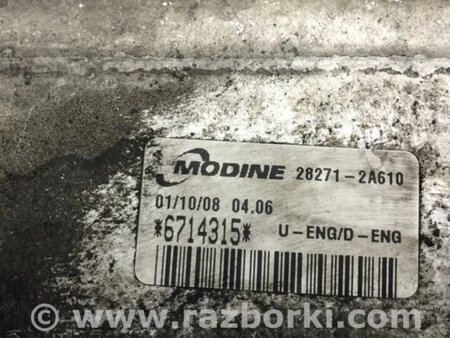 MODINE 28271-2A610
01/10/08 04.06
*6714315* U-ENG/D-ENG
© www.razborki.com